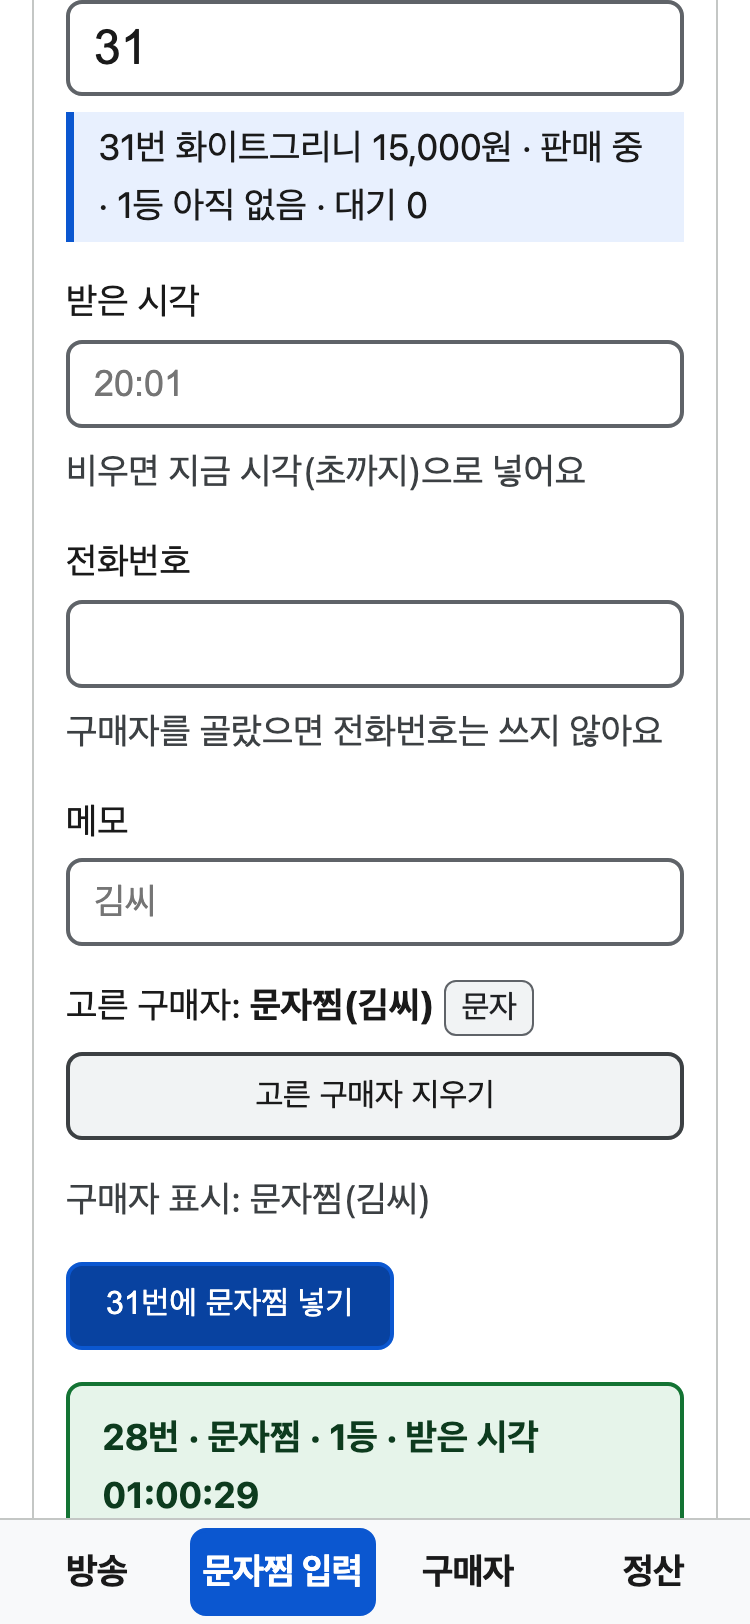 31
31번 화이트그리니 15,000원 · 판매 중
· 1등 아직 없음 · 대기 0
받은 시각
20:01
비우면 지금 시각(초까지)으로 넣어요
전화번호
구매자를 골랐으면 전화번호는 쓰지 않아요
메모
김씨
고른 구매자: 문자찜(김씨) 문자
고른 구매자 지우기
구매자 표시: 문자찜(김씨)
31번에 문자찜 넣기
28번 · 문자찜 · 1등 · 받은 시각
01:00:29
방송 문자찜 입력 구매자 정산